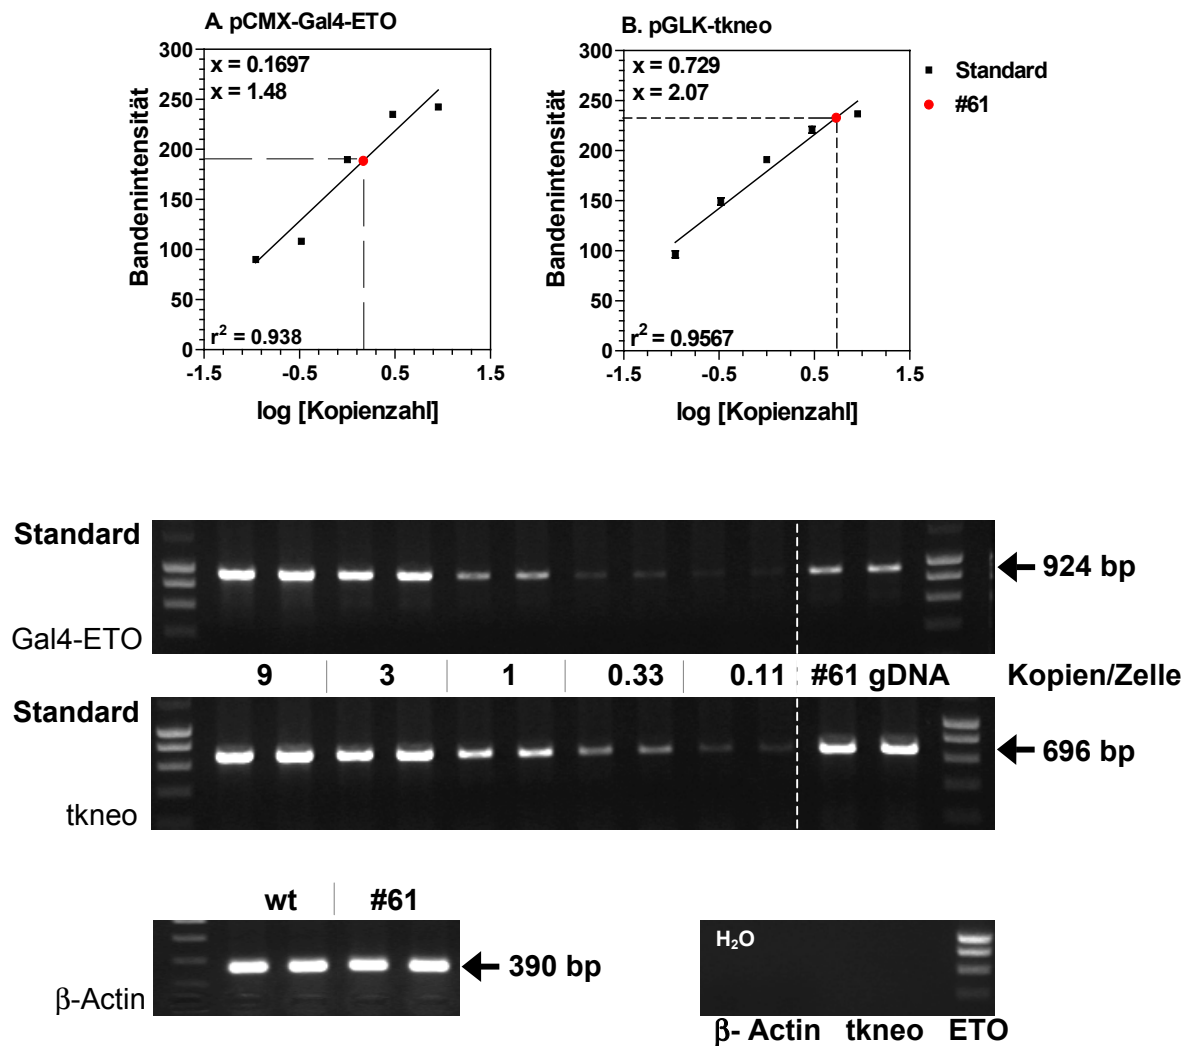 A. pCMX-Gal4-ETO
B. pGLK-tkneo
300
250
200
150
100
50
0
Bandenintensität
x = 0.1697
x = 1.48
r² = 0.938
-1.5
-0.5
0.5
1.5
log [Kopienzahl]
300
250
200
150
100
50
0
Bandenintensität
x = 0.729
x = 2.07
r² = 0.9567
-1.5
-0.5
0.5
1.5
log [Kopienzahl]
Standard
#61
Standard
Gal4-ETO
924 bp
9 3 1 0.33 0.11 #61 gDNA Kopien/Zelle
Standard
tkneo
696 bp
wt #61
β-Actin
390 bp
H₂O
β- Actin tkneo ETO